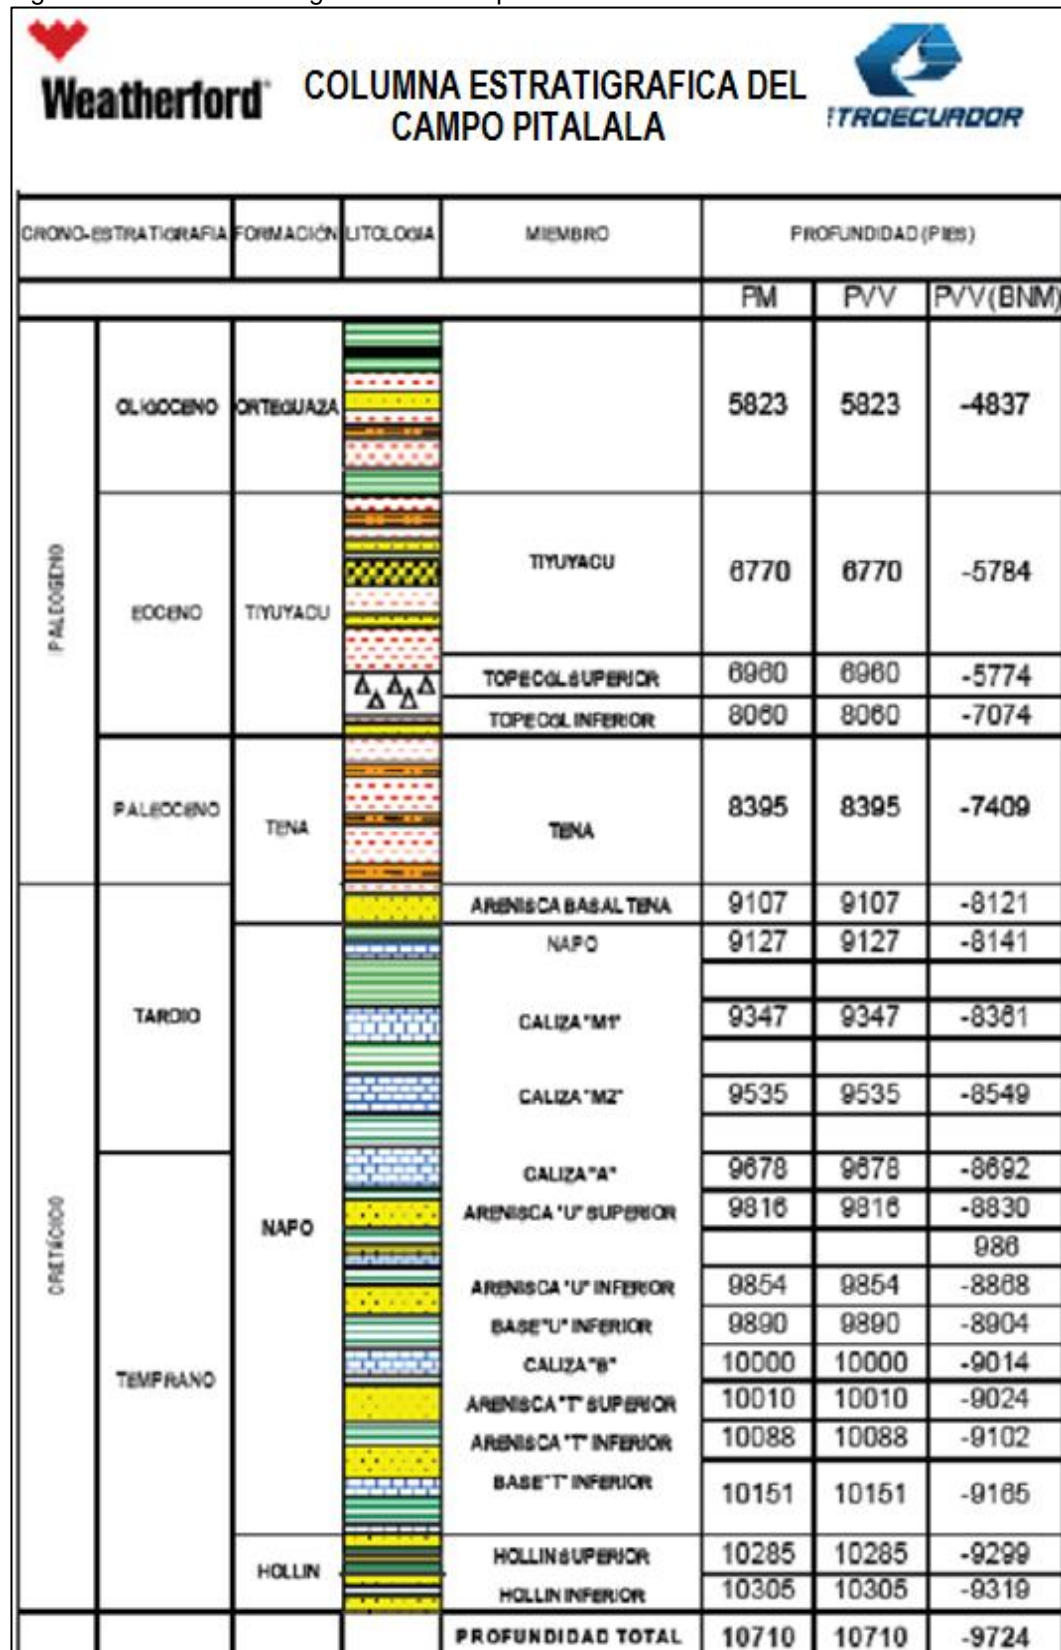 Weatherford
COLUMNA ESTRATIGRAFICA DEL
CAMPO PITALALA
TROECUADOR
CRONO-ESTRATIGRAFIA FORMACIÓN LITOLOGIA MIEMBRO PROFUNDIDAD (PIES)
PM PVV PVV(BNM)
PALEOGENO
OLIGOCENO ORTEGUAZA 5823 5823 -4837
EOCENO TIYUYACU TIYUYACU 6770 6770 -5784
TOPE CGL SUPERIOR 6960 6960 -5774
TOPE CGL INFERIOR 8060 8060 -7074
PALEOCENO TENA TENA 8395 8395 -7409
CRETÁCICO
ARENISCA BASAL TENA 9107 9107 -8121
NAPO 9127 9127 -8141
TARDIO CALIZA "M1" 9347 9347 -8361
CALIZA "M2" 9535 9535 -8549
CALIZA "A" 9678 9678 -8692
NAPO ARENISCA "U" SUPERIOR 9816 9816 -8830
986
ARENISCA "U" INFERIOR 9854 9854 -8868
BASE "U" INFERIOR 9890 9890 -8904
TEMPRANO CALIZA "B" 10000 10000 -9014
ARENISCA "T" SUPERIOR 10010 10010 -9024
ARENISCA "T" INFERIOR 10088 10088 -9102
BASE "T" INFERIOR 10151 10151 -9165
HOLLIN HOLLIN SUPERIOR 10285 10285 -9299
HOLLIN INFERIOR 10305 10305 -9319
PROFUNDIDAD TOTAL 10710 10710 -9724